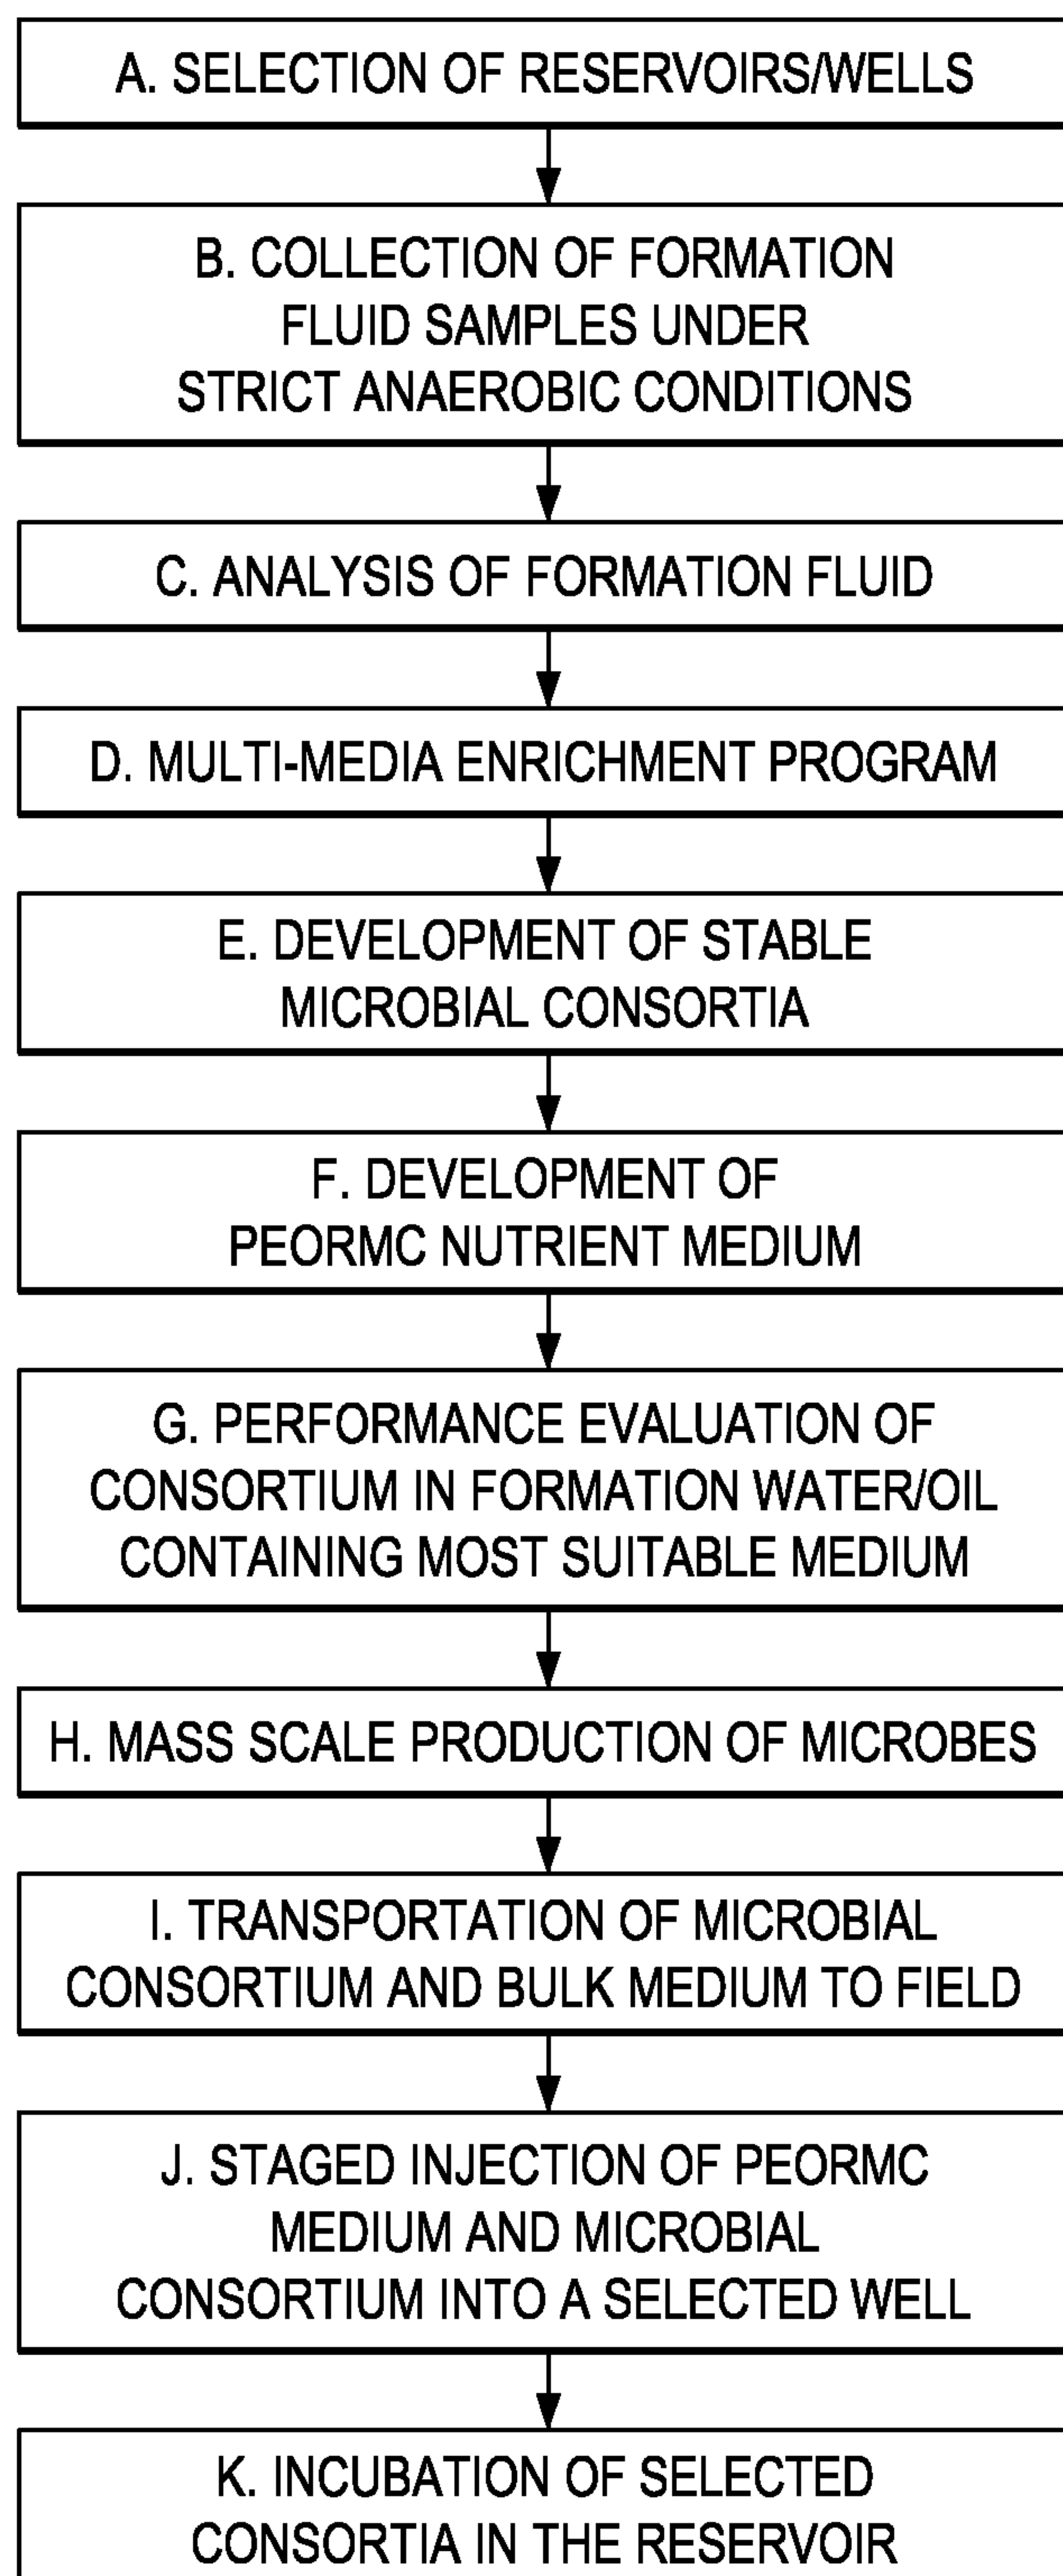 A. SELECTION OF RESERVOIRS/WELLS
B. COLLECTION OF FORMATION
FLUID SAMPLES UNDER
STRICT ANAEROBIC CONDITIONS
C. ANALYSIS OF FORMATION FLUID
D. MULTI-MEDIA ENRICHMENT PROGRAM
E. DEVELOPMENT OF STABLE
MICROBIAL CONSORTIA
F. DEVELOPMENT OF
PEORMC NUTRIENT MEDIUM
G. PERFORMANCE EVALUATION OF
CONSORTIUM IN FORMATION WATER/OIL
CONTAINING MOST SUITABLE MEDIUM
H. MASS SCALE PRODUCTION OF MICROBES
I. TRANSPORTATION OF MICROBIAL
CONSORTIUM AND BULK MEDIUM TO FIELD
J. STAGED INJECTION OF PEORMC
MEDIUM AND MICROBIAL
CONSORTIUM INTO A SELECTED WELL
K. INCUBATION OF SELECTED
CONSORTIA IN THE RESERVOIR